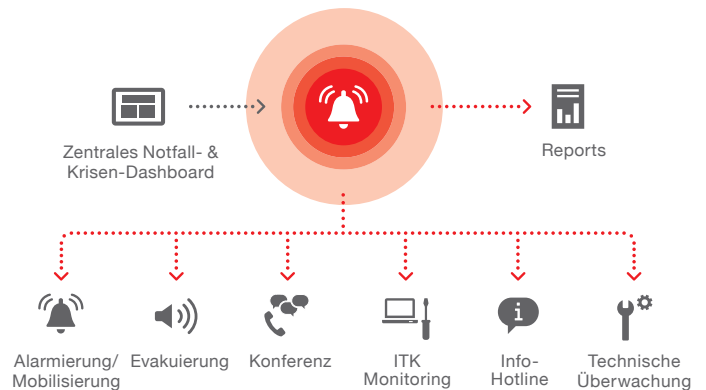 Zentrales Notfall- &
Krisen-Dashboard
Reports
Alarmierung/
Mobilisierung
Evakuierung
Konferenz
ITK
Monitoring
Info-
Hotline
Technische
Überwachung